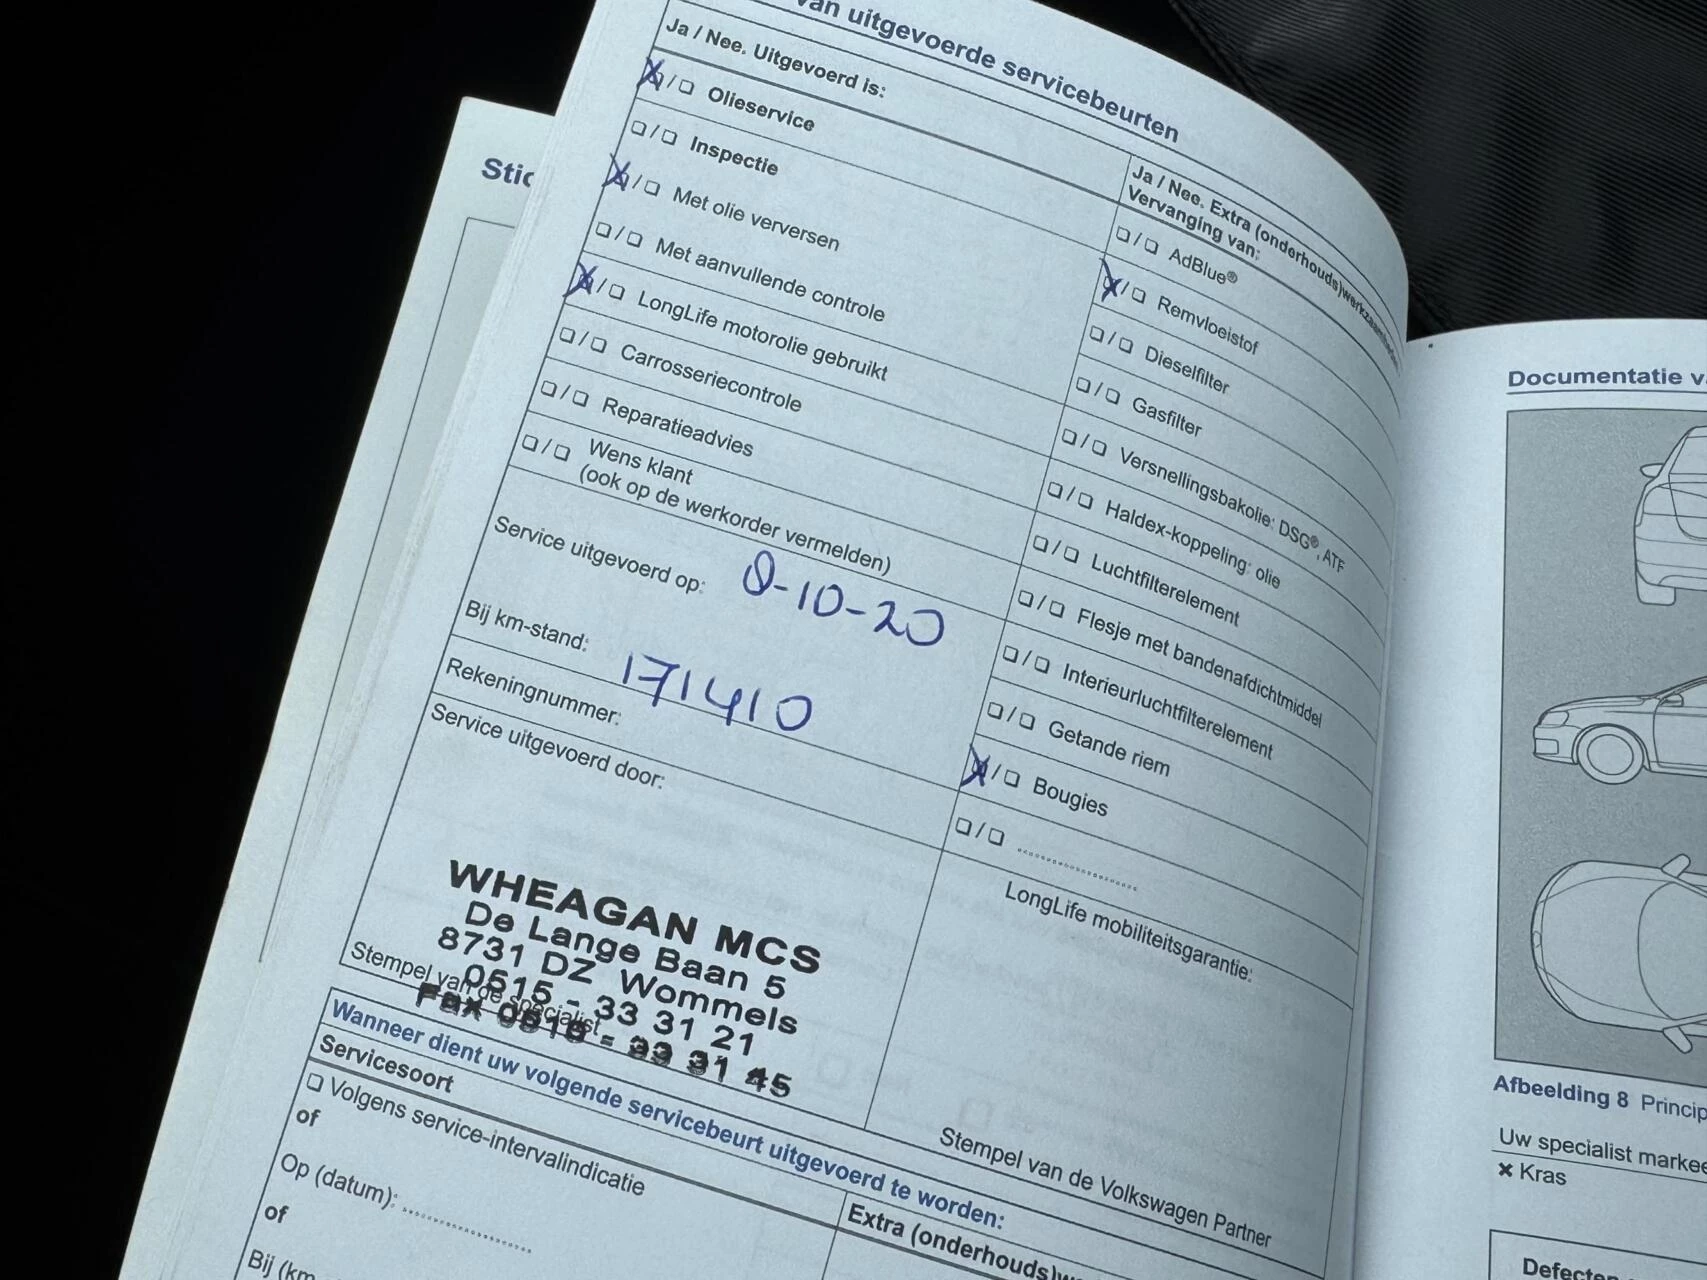 van uitgevoerde servicebeurten
Ja / Nee. Uitgevoerd is:
X/❏ Olieservice
❏/❏ Inspectie
X/❏ Met olie verversen
❏/❏ Met aanvullende controle
X/❏ LongLife motorolie gebruikt
❏/❏ Carrosseriecontrole
❏/❏ Reparatieadvies
❏/❏ Wens klant
(ook op de werkorder vermelden)
Service uitgevoerd op: 8-10-20
Bij km-stand: 171410
Rekeningnummer:
Service uitgevoerd door:
WHEAGAN MCS
De Lange Baan 5
8731 DZ Wommels
0515 - 33 31 21
Fax 0515 - 33 31 45
Stempel van de specialist
Ja / Nee. Extra (onderhouds)werkzaamheden
Vervanging van:
❏/❏ AdBlue®
X/❏ Remvloeistof
❏/❏ Dieselfilter
❏/❏ Gasfilter
❏/❏ Versnellingsbakolie: DSG®, ATF
❏/❏ Haldex-koppeling: olie
❏/❏ Luchtfilterelement
❏/❏ Flesje met bandenafdichtmiddel
❏/❏ Interieurluchtfilterelement
❏/❏ Getande riem
X/❏ Bougies
❏/❏ ....................
LongLife mobiliteitsgarantie:
Stempel van de Volkswagen Partner
Wanneer dient uw volgende servicebeurt uitgevoerd te worden:
Servicesoort
❏ Volgens service-intervalindicatie
of
Op (datum): ....................
of
Bij (km
Extra (onderhouds)w
Stic
Documentatie va
Afbeelding 8 Princip
Uw specialist markee
✖ Kras
Defecten